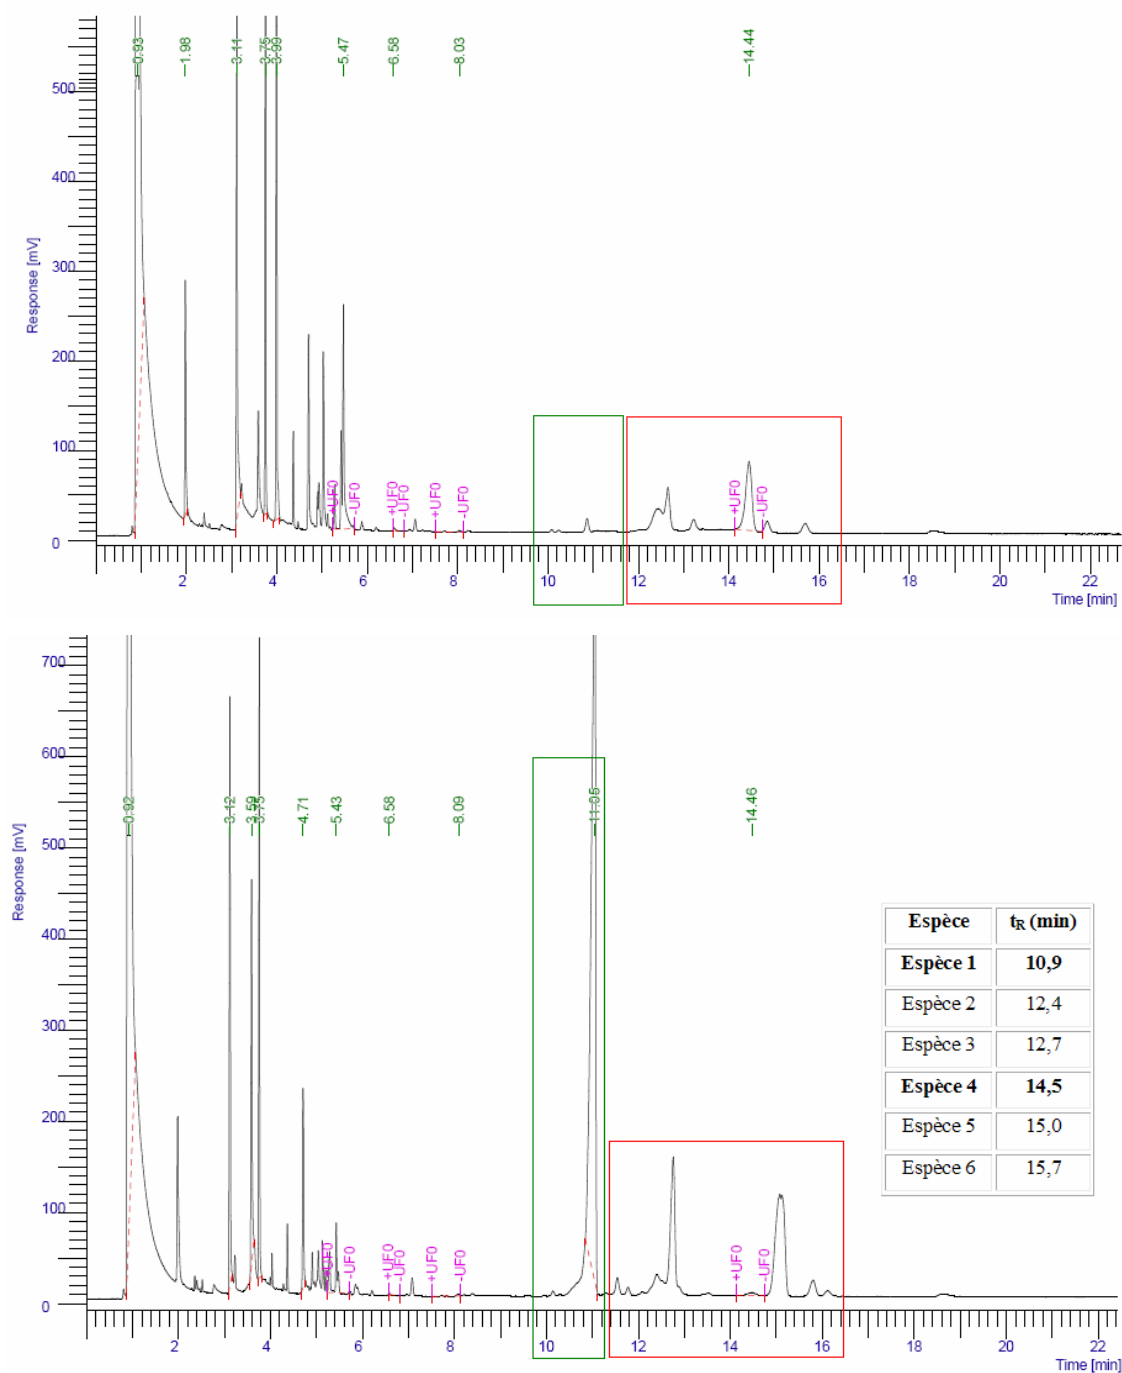 0.93
1.98
3.11
3.75
3.99
5.47
6.58
8.03
14.44
Response [mV]
500
400
300
200
100
0
+UF0
-UF0
+UF0
-UF0
+UF0
-UF0
+UF0
-UF0
2 4 6 8 10 12 14 16 18 20 22
Time [min]
700
600
500
400
300
200
100
0
Response [mV]
0.92
3.12
3.59
3.75
4.71
5.43
6.58
8.09
11.05
14.46
+UF0
-UF0
+UF0
-UF0
+UF0
-UF0
+UF0
-UF0
Espèce tR (min)
Espèce 1 10,9
Espèce 2 12,4
Espèce 3 12,7
Espèce 4 14,5
Espèce 5 15,0
Espèce 6 15,7
2 4 6 8 10 12 14 16 18 20 22
Time [min]